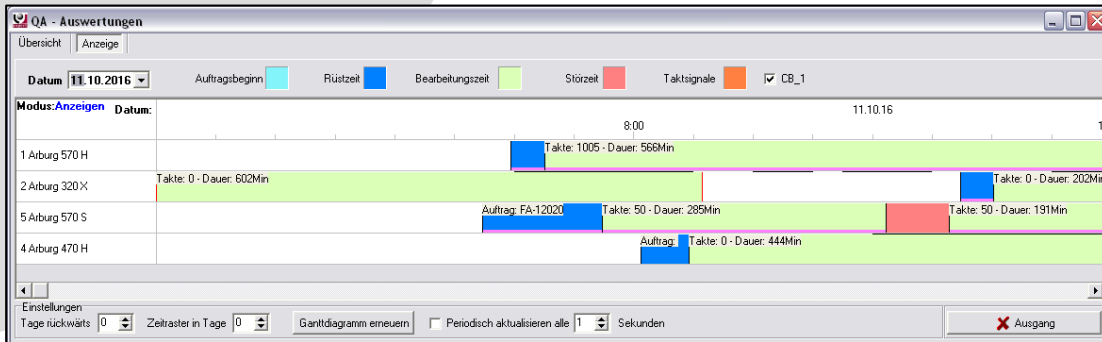 QA - Auswertungen
Übersicht Anzeige
Datum 11.10.2016 Auftragsbeginn Rüstzeit Bearbeitungszeit Störzeit Taktsignale CB_1
Modus:Anzeigen Datum: 11.10.16
8:00 1
1 Arburg 570 H Takte: 1005 - Dauer: 566Min
2 Arburg 320 X Takte: 0 - Dauer: 602Min Takte: 0 - Dauer: 202Min
5 Arburg 570 S Auftrag: FA-12020 Takte: 50 - Dauer: 285Min Takte: 50 - Dauer: 191Min
4 Arburg 470 H Auftrag: Takte: 0 - Dauer: 444Min
Einstellungen
Tage rückwärts 0 Zeitraster in Tage 0 Ganttdiagramm erneuern Periodisch aktualisieren alle 1 Sekunden Ausgang